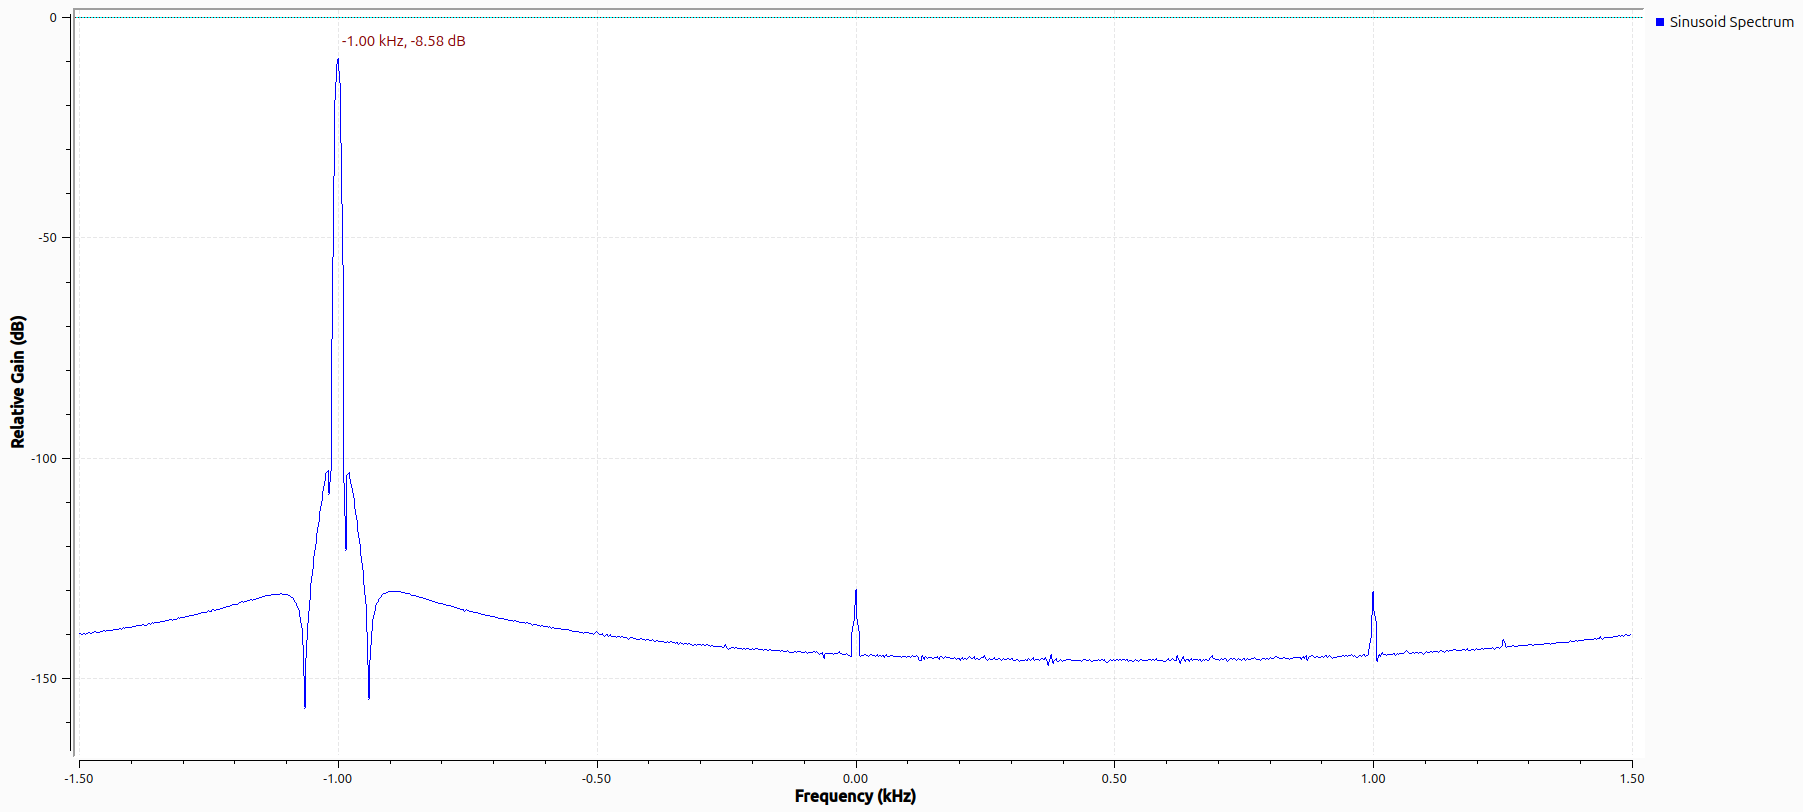 0
-1.00 kHz, -8.58 dB
Sinusoid Spectrum
-50
Relative Gain (dB)
-100
-150
-1.50 -1.00 -0.50 0.00 0.50 1.00 1.50
Frequency (kHz)